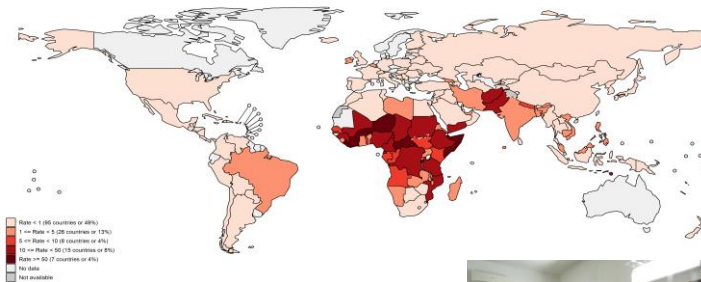 Rate < 1 (95 countries or 49%)
1 <= Rate < 5 (26 countries or 13%)
5 <= Rate < 10 (8 countries or 4%)
10 <= Rate < 50 (15 countries or 8%)
Rate >= 50 (7 countries or 4%)
No data
Not available